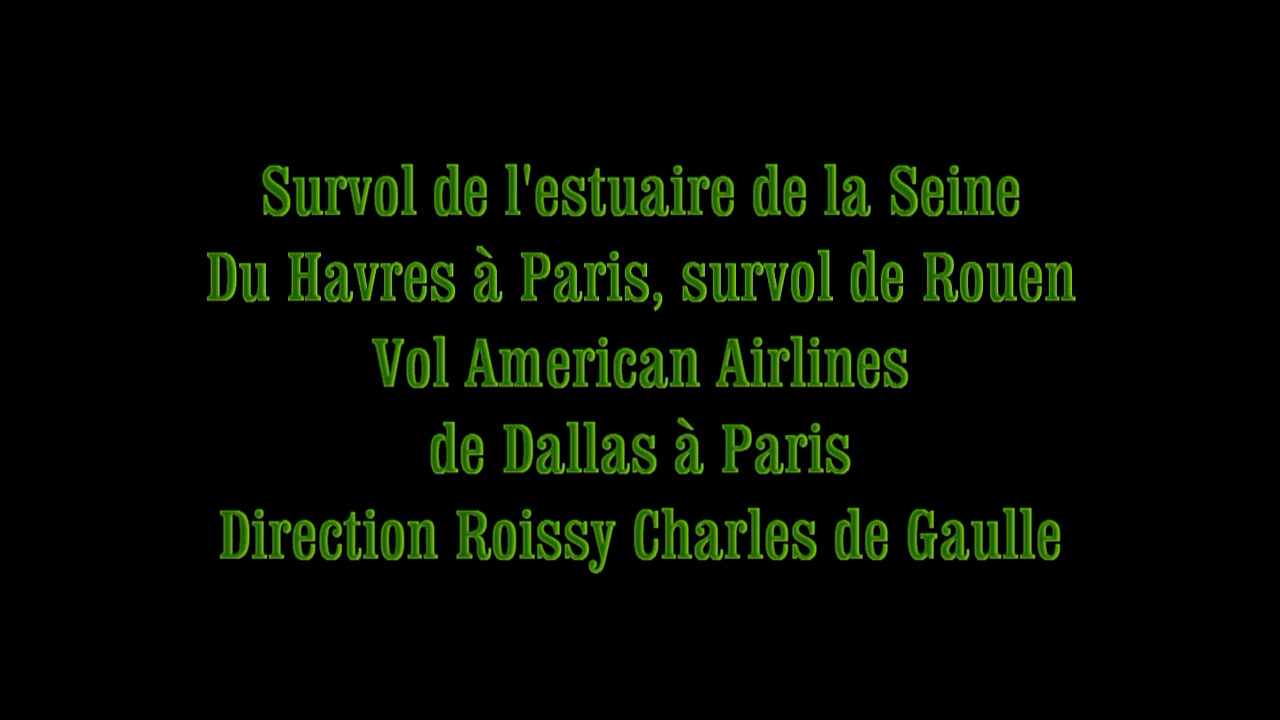 Survol de l'estuaire de la Seine
Du Havres à Paris, survol de Rouen
Vol American Airlines
de Dallas à Paris
Direction Roissy Charles de Gaulle